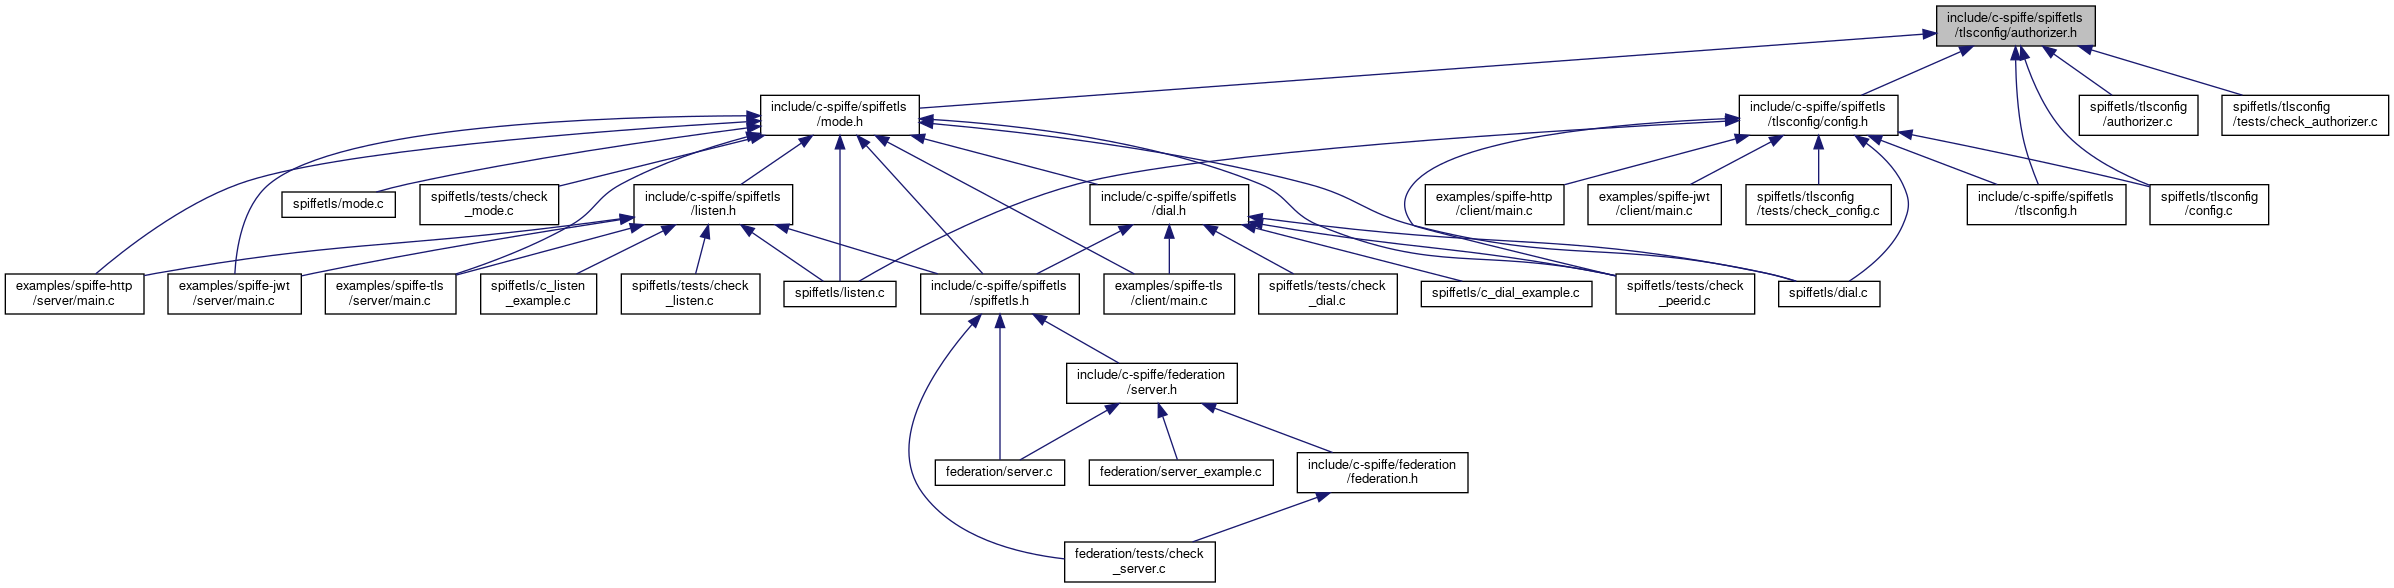 include/c-spiffe/spiffetls
/tlsconfig/authorizer.h
include/c-spiffe/spiffetls
/mode.h
include/c-spiffe/spiffetls
/tlsconfig/config.h
spiffetls/tlsconfig
/authorizer.c
spiffetls/tlsconfig
/tests/check_authorizer.c
spiffetls/mode.c
spiffetls/tests/check
_mode.c
include/c-spiffe/spiffetls
/listen.h
include/c-spiffe/spiffetls
/dial.h
examples/spiffe-http
/client/main.c
examples/spiffe-jwt
/client/main.c
spiffetls/tlsconfig
/tests/check_config.c
include/c-spiffe/spiffetls
/tlsconfig.h
spiffetls/tlsconfig
/config.c
examples/spiffe-http
/server/main.c
examples/spiffe-jwt
/server/main.c
examples/spiffe-tls
/server/main.c
spiffetls/c_listen
_example.c
spiffetls/tests/check
_listen.c
spiffetls/listen.c
include/c-spiffe/spiffetls
/spiffetls.h
examples/spiffe-tls
/client/main.c
spiffetls/tests/check
_dial.c
spiffetls/c_dial_example.c
spiffetls/tests/check
_peerid.c
spiffetls/dial.c
include/c-spiffe/federation
/server.h
federation/server.c
federation/server_example.c
include/c-spiffe/federation
/federation.h
federation/tests/check
_server.c